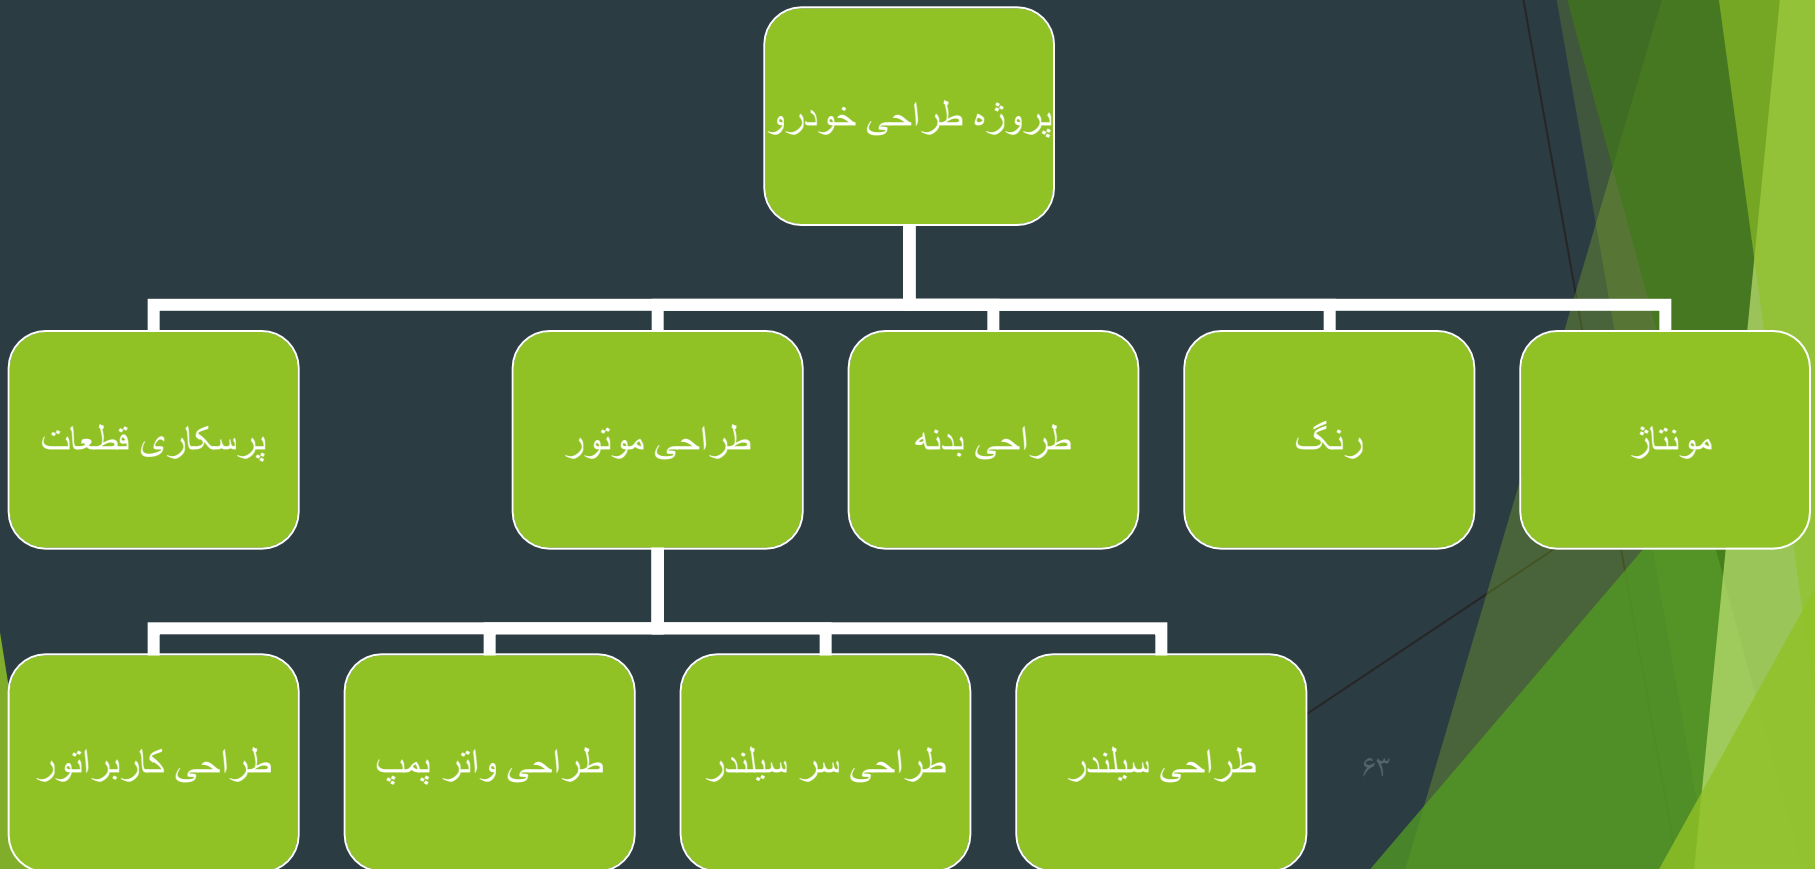 پروژه طراحی خودرو
مونتاژ
رنگ
طراحی بدنه
طراحی موتور
پرسکاری قطعات
طراحی سیلندر
طراحی سر سیلندر
طراحی واتر پمپ
طراحی کاربراتور
۶۳